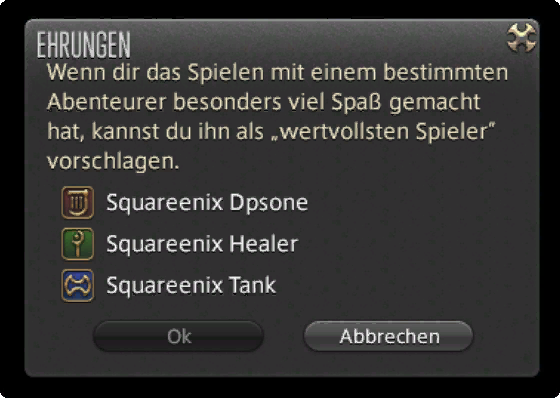 EHRUNGEN
Wenn dir das Spielen mit einem bestimmten
Abenteurer besonders viel Spaß gemacht
hat, kannst du ihn als „wertvollsten Spieler“
vorschlagen.
Squareenix Dpsone
Squareenix Healer
Squareenix Tank
Ok Abbrechen